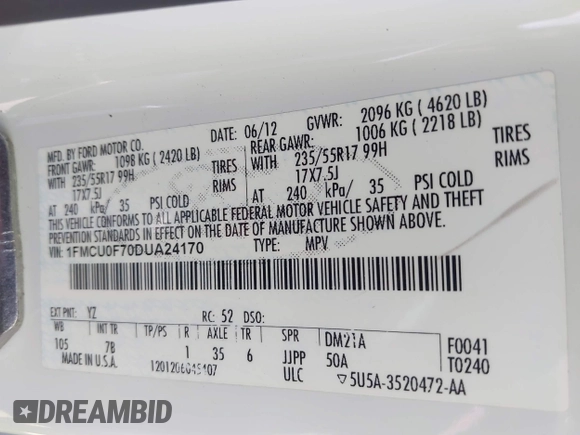 MFD. BY FORD MOTOR CO.
DATE: 06/12 GVWR: 2096 KG ( 4620 LB)
FRONT GAWR: 1098 KG ( 2420 LB) REAR GAWR: 1006 KG ( 2218 LB)
WITH 235/55R17 99H TIRES WITH 235/55R17 99H TIRES
17X7.5J RIMS 17X7.5J RIMS
AT 240 kPa/ 35 PSI COLD AT 240 kPa/ 35 PSI COLD
THIS VEHICLE CONFORMS TO ALL APPLICABLE FEDERAL MOTOR VEHICLE SAFETY AND THEFT
PREVENTION STANDARDS IN EFFECT ON THE DATE OF MANUFACTURE SHOWN ABOVE.
VIN: 1FMCU0F70DUA24170 TYPE: MPV
EXT PNT: YZ RC: 52 DSO:
WB INT TR TP/PS R AXLE TR SPR DM21A F0041
105 7B 1 35 6 JJPP 50A T0240
MADE IN U.S.A. ULC 5U5A-3520472-AA
DREAMBID
.COM